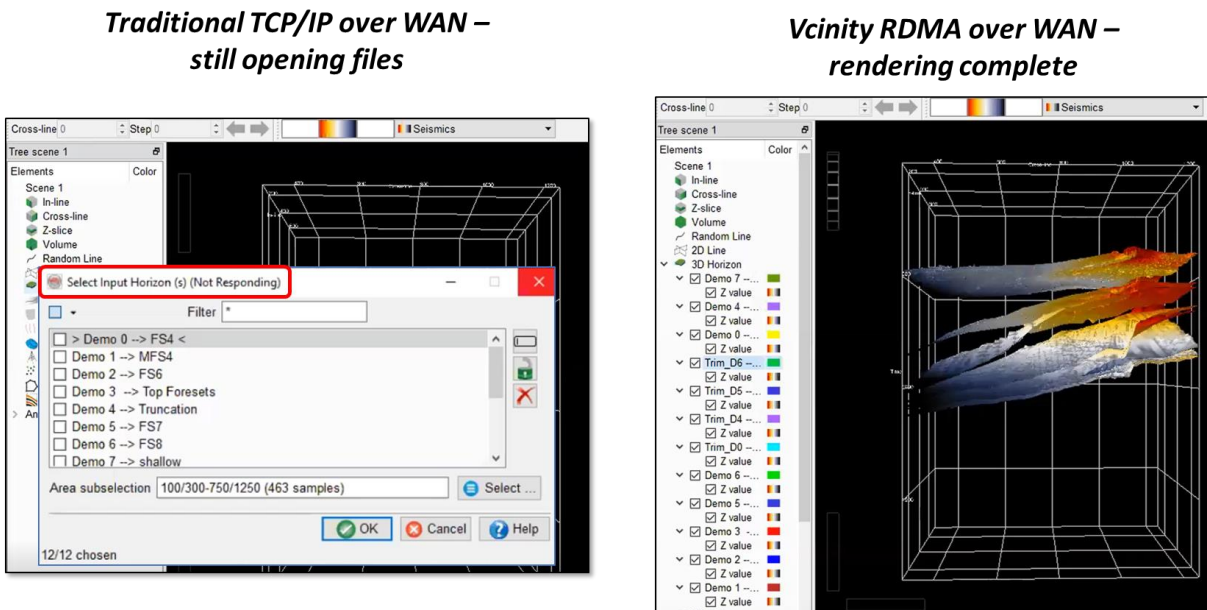 Traditional TCP/IP over WAN –
still opening files
Cross-line 0 Step 0 Seismics
Tree scene 1
Elements Color
Scene 1
In-line
Cross-line
Z-slice
Volume
Random Line
An
Select Input Horizon (s) (Not Responding)
Filter *
> Demo 0 --> FS4 <
Demo 1 --> MFS4
Demo 2 --> FS6
Demo 3 --> Top Foresets
Demo 4 --> Truncation
Demo 5 --> FS7
Demo 6 --> FS8
Demo 7 --> shallow
Area subselection 100/300-750/1250 (463 samples) Select ...
OK Cancel Help
12/12 chosen
Vcinity RDMA over WAN –
rendering complete
Cross-line 0 Step 0 Seismics
Tree scene 1
Elements Color
Scene 1
In-line
Cross-line
Z-slice
Volume
Random Line
2D Line
3D Horizon
Demo 7 --...
Z value
Demo 4 --...
Z value
Demo 0 --...
Z value
Trim_D6 --...
Z value
Trim_D5 --...
Z value
Trim_D4 --...
Z value
Trim_D0 --...
Z value
Demo 6 --...
Z value
Demo 5 --...
Z value
Demo 3 -...
Z value
Demo 2 --...
Z value
Demo 1 --...
Z value